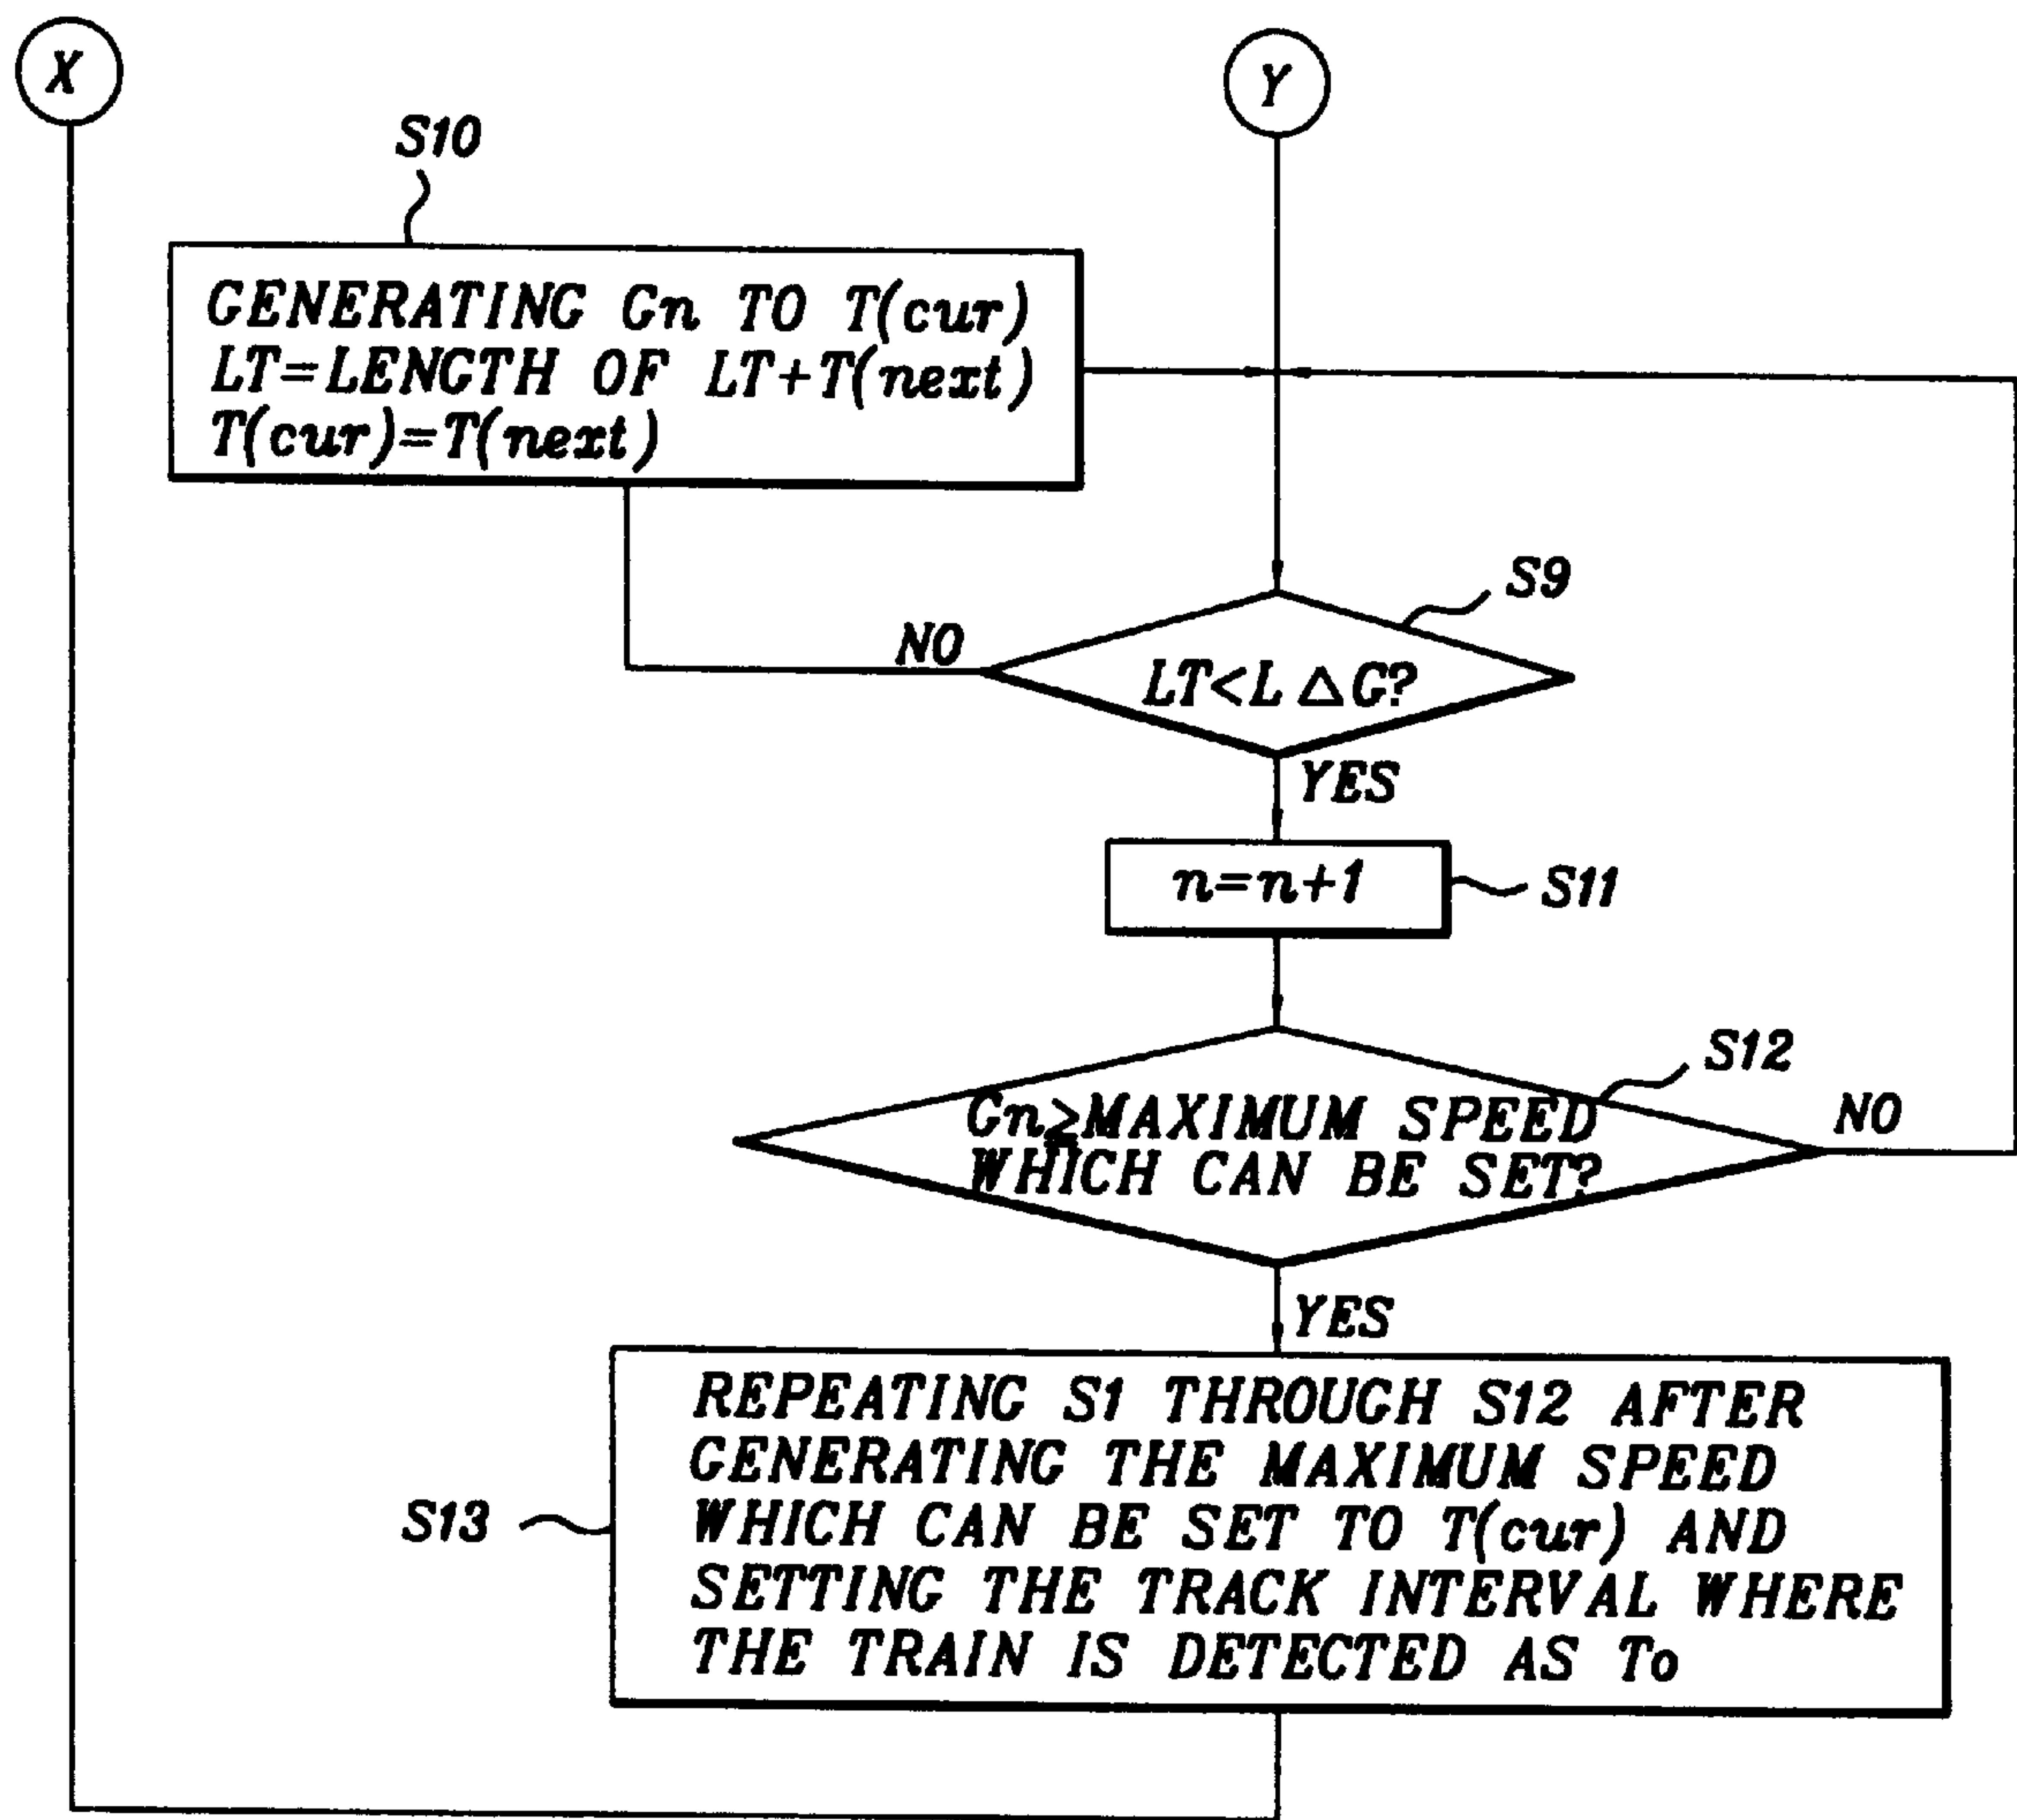 X
Y
S10
GENERATING Gn TO T(cur)
LT=LENGTH OF LT+T(next)
T(cur)=T(next)
S9
NO
LT<L△G?
YES
n=n+1
S11
S12
Gn≥MAXIMUM SPEED
WHICH CAN BE SET?
NO
YES
REPEATING S1 THROUGH S12 AFTER
GENERATING THE MAXIMUM SPEED
WHICH CAN BE SET TO T(cur) AND
SETTING THE TRACK INTERVAL WHERE
THE TRAIN IS DETECTED AS To
S13